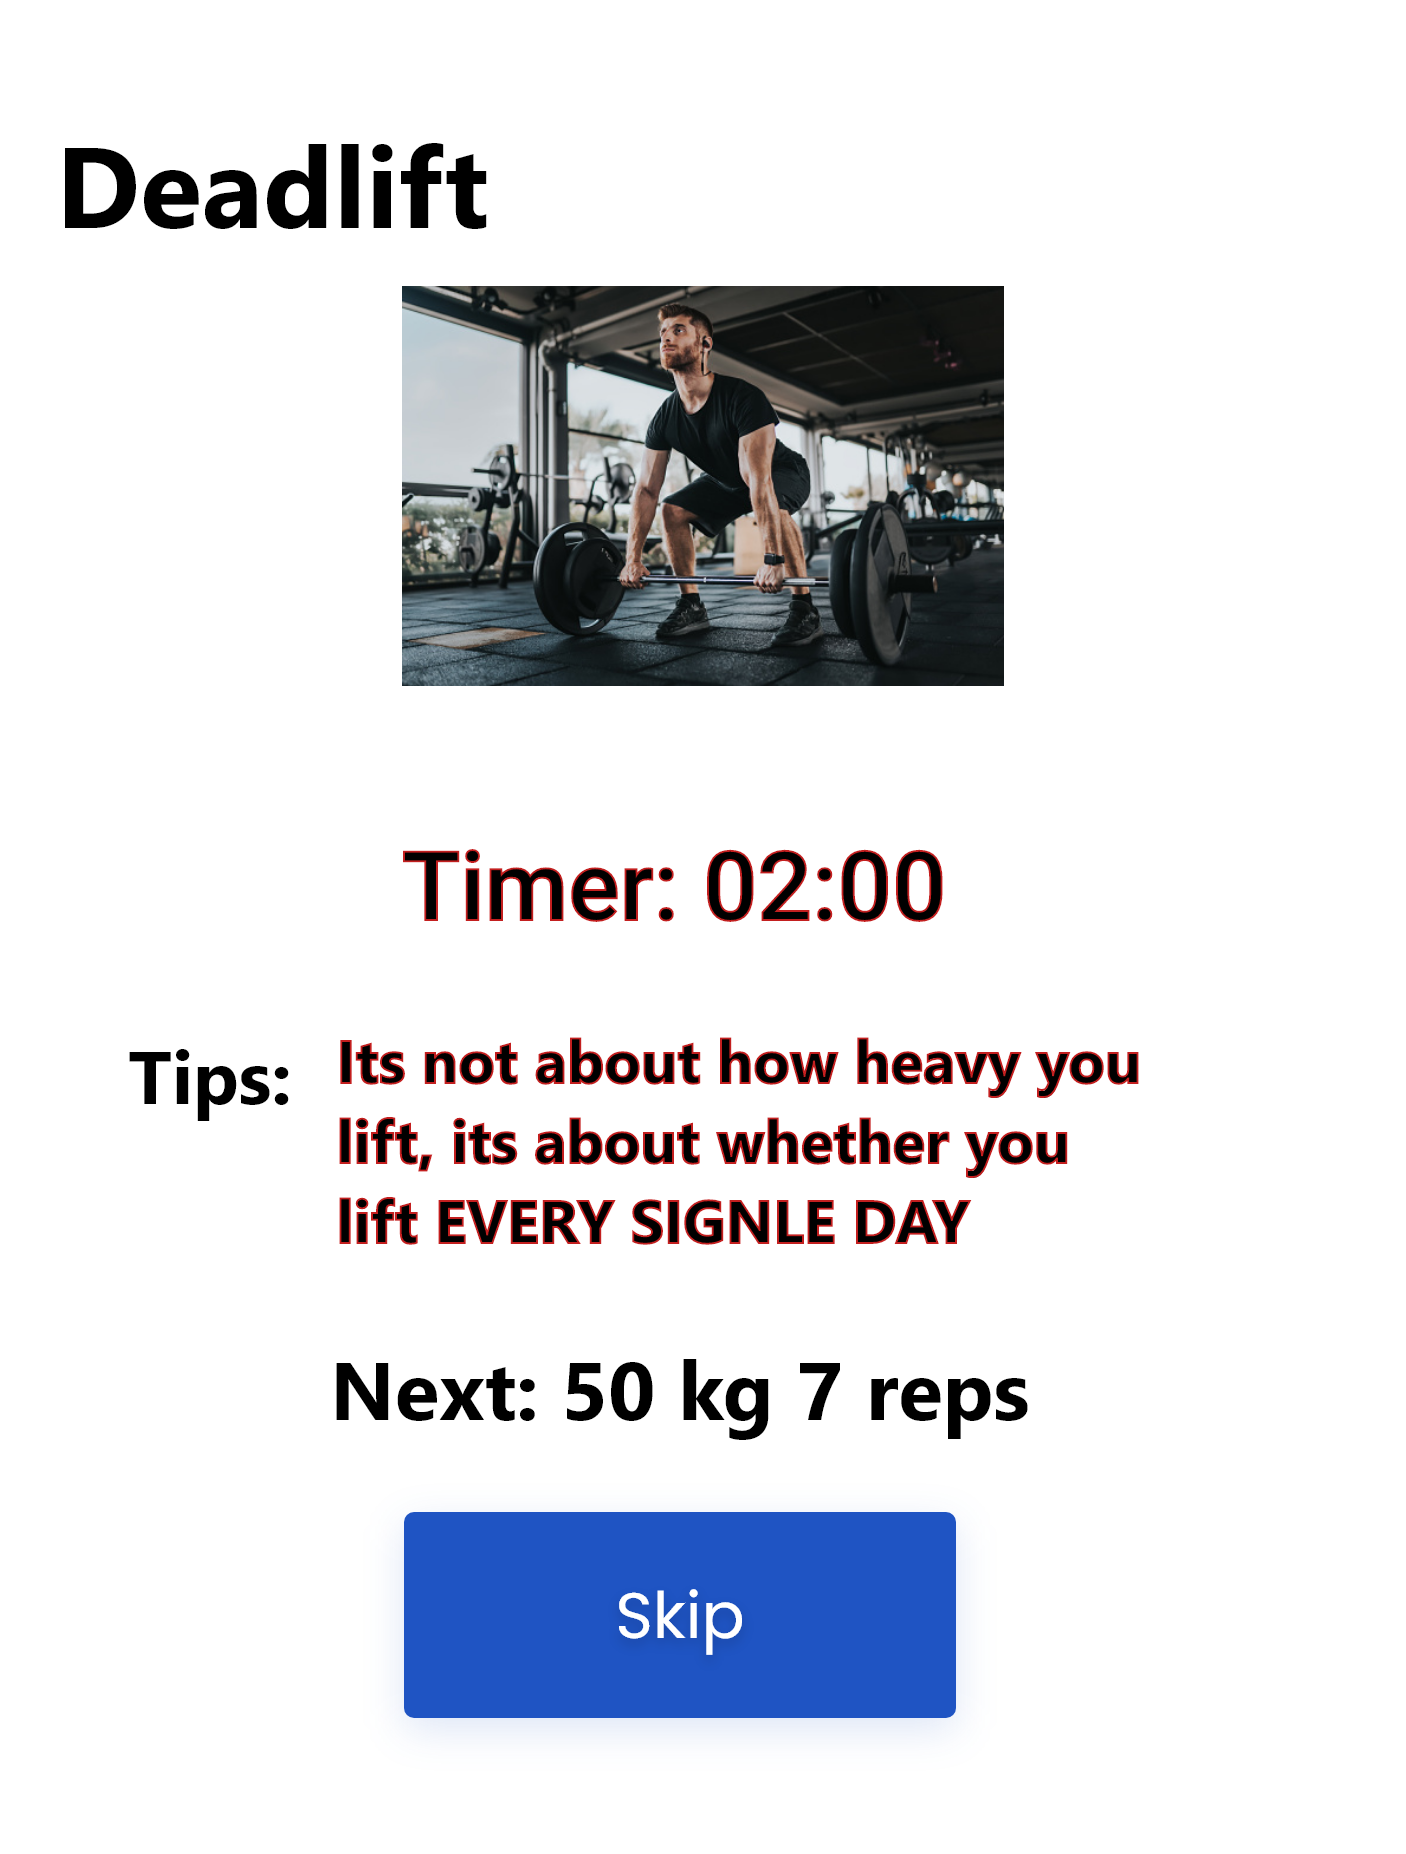 Deadlift
Timer: 02:00
Tips:
Its not about how heavy you
lift, its about whether you
lift EVERY SIGNLE DAY
Next: 50 kg 7 reps
Skip